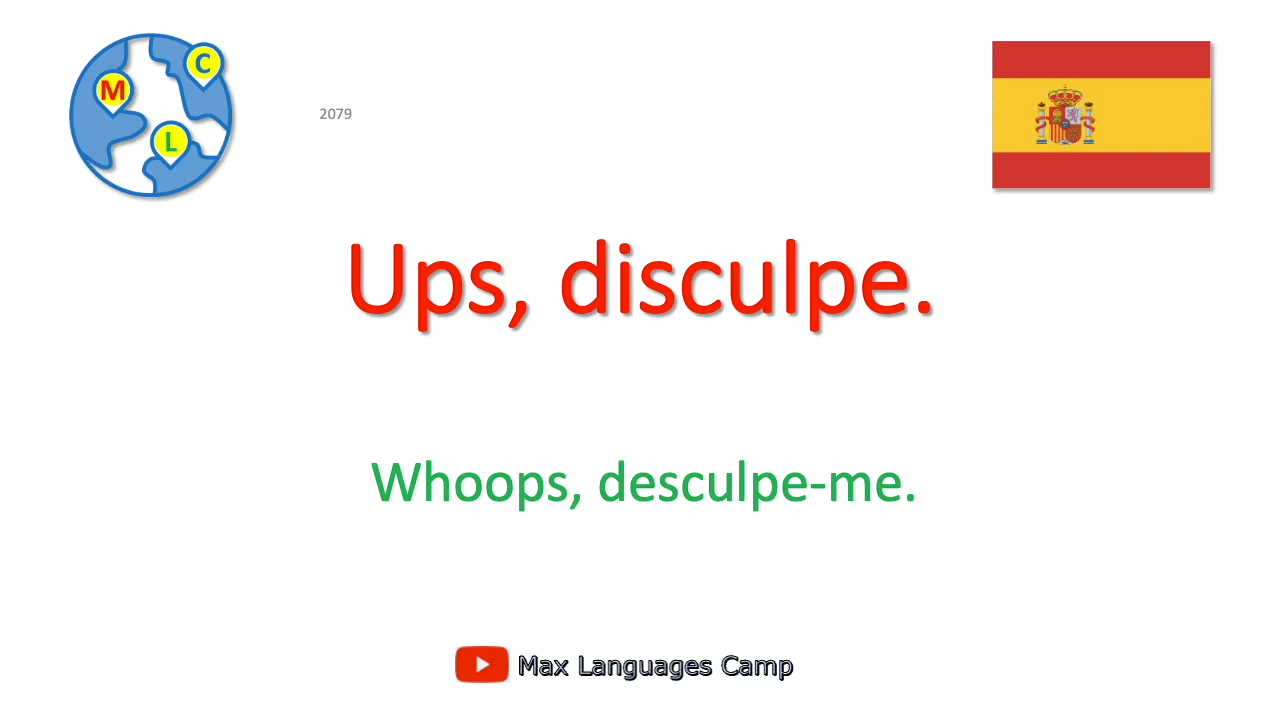 M
C
L
2079
Ups, disculpe.
Whoops, desculpe-me.
Max Languages Camp